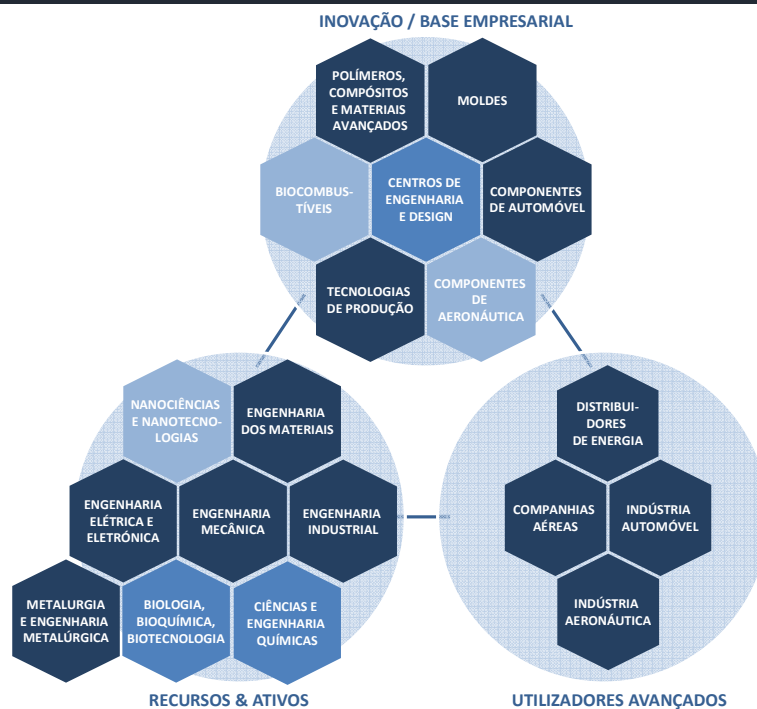 INOVAÇÃO / BASE EMPRESARIAL
POLÍMEROS,
COMPÓSITOS
E MATERIAIS
AVANÇADOS
MOLDES
BIOCOMBUS-
TÍVEIS
CENTROS DE
ENGENHARIA
E DESIGN
COMPONENTES
DE AUTOMÓVEL
TECNOLOGIAS
DE PRODUÇÃO
COMPONENTES
DE
AERONÁUTICA
NANOCIÊNCIAS
E NANOTECNO-
LOGIAS
ENGENHARIA
DOS MATERIAIS
ENGENHARIA
ELÉTRICA E
ELETRÓNICA
ENGENHARIA
MECÂNICA
ENGENHARIA
INDUSTRIAL
METALURGIA
E ENGENHARIA
METALÚRGICA
BIOLOGIA,
BIOQUÍMICA,
BIOTECNOLOGIA
CIÊNCIAS E
ENGENHARIA
QUÍMICAS
RECURSOS & ATIVOS
DISTRIBUI-
DORES
DE ENERGIA
COMPANHIAS
AÉREAS
INDÚSTRIA
AUTOMÓVEL
INDÚSTRIA
AERONÁUTICA
UTILIZADORES AVANÇADOS